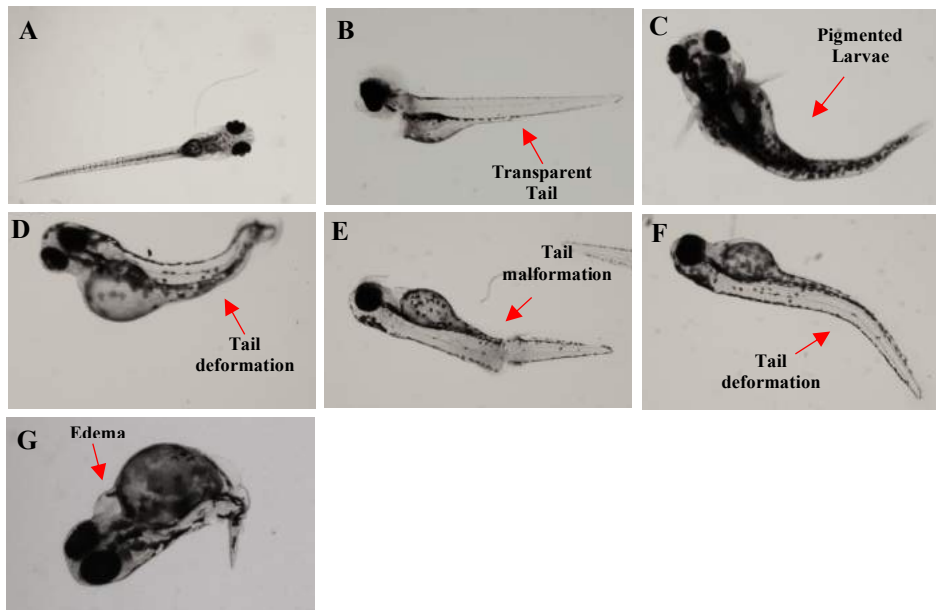 A
B
Transparent
Tail
C
Pigmented
Larvae
D
Tail
deformation
E
Tail
malformation
F
Tail
deformation
G
Edema